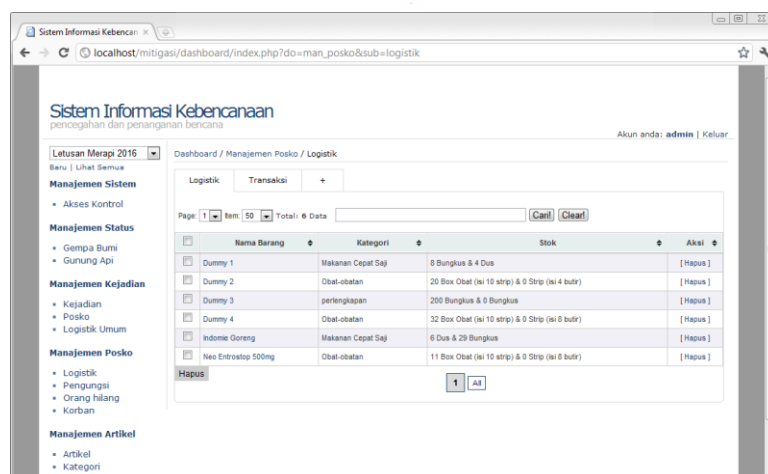 Sistem Informasi Kebencan
localhost/mitigasi/dashboard/index.php?do=man_posko&sub=logistik
Sistem Informasi Kebencanaan
pencegahan dan penanganan bencana
Akun anda: admin | Keluar
Letusan Merapi 2016
Baru | Lihat Semua
Manajemen Sistem
Akses Kontrol
Manajemen Status
Gempa Bumi
Gunung Api
Manajemen Kejadian
Kejadian
Posko
Logistik Umum
Manajemen Posko
Logistik
Pengungsi
Orang hilang
Korban
Manajemen Artikel
Artikel
Kategori
Dashboard / Manajemen Posko / Logistik
Logistik Transaksi +
Page: 1 Item: 50 Total: 6 Data Cari! Clear!
Nama Barang Kategori Stok Aksi
Dummy 1 Makanan Cepat Saji 8 Bungkus & 4 Dus [ Hapus ]
Dummy 2 Obat-obatan 20 Box Obat (isi 10 strip) & 0 Strip (isi 4 butir) [ Hapus ]
Dummy 3 perlengkapan 200 Bungkus & 0 Bungkus [ Hapus ]
Dummy 4 Obat-obatan 32 Box Obat (isi 10 strip) & 0 Strip (isi 8 butir) [ Hapus ]
Indomie Goreng Makanan Cepat Saji 6 Dus & 29 Bungkus [ Hapus ]
Neo Entrostop 500mg Obat-obatan 11 Box Obat (isi 10 strip) & 0 Strip (isi 8 butir) [ Hapus ]
Hapus
1 All